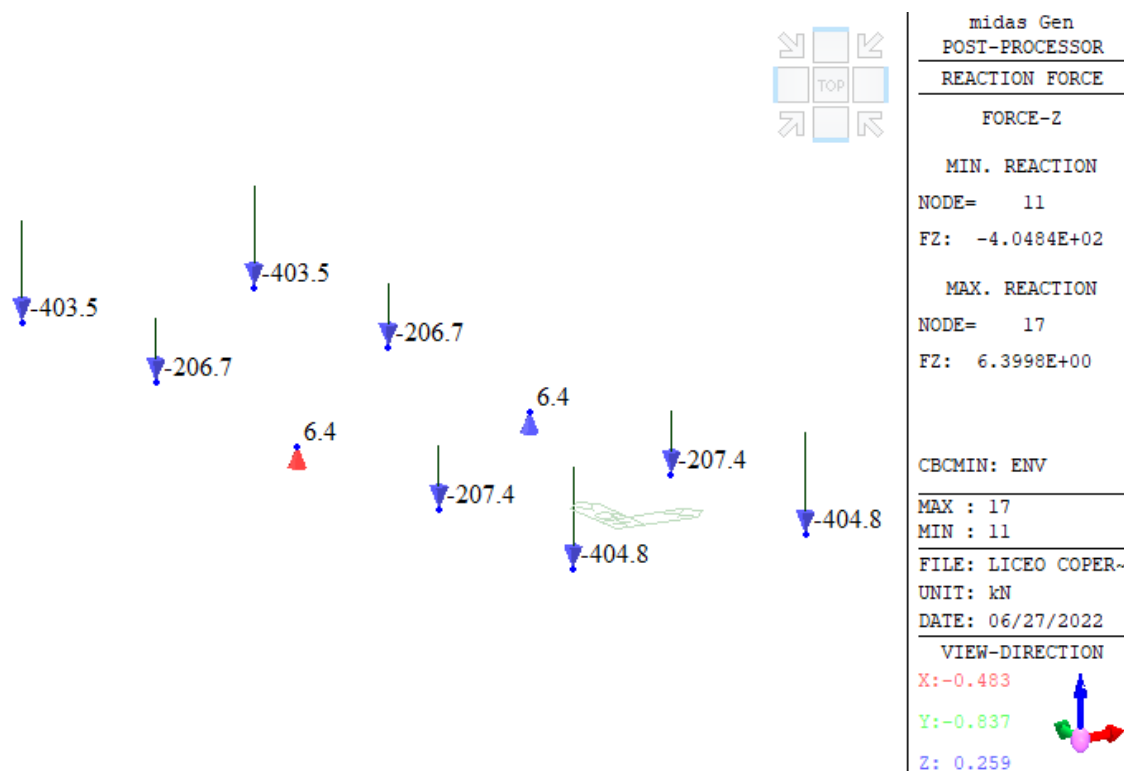 TOP
-403.5
-403.5
-206.7
-206.7
6.4
6.4
-207.4
-207.4
-404.8
-404.8
midas Gen
POST-PROCESSOR
REACTION FORCE
FORCE-Z
MIN. REACTION
NODE= 11
FZ: -4.0484E+02
MAX. REACTION
NODE= 17
FZ: 6.3998E+00
CBCMIN: ENV
MAX : 17
MIN : 11
FILE: LICEO COPER~
UNIT: kN
DATE: 06/27/2022
VIEW-DIRECTION
X:-0.483
Y:-0.837
Z: 0.259